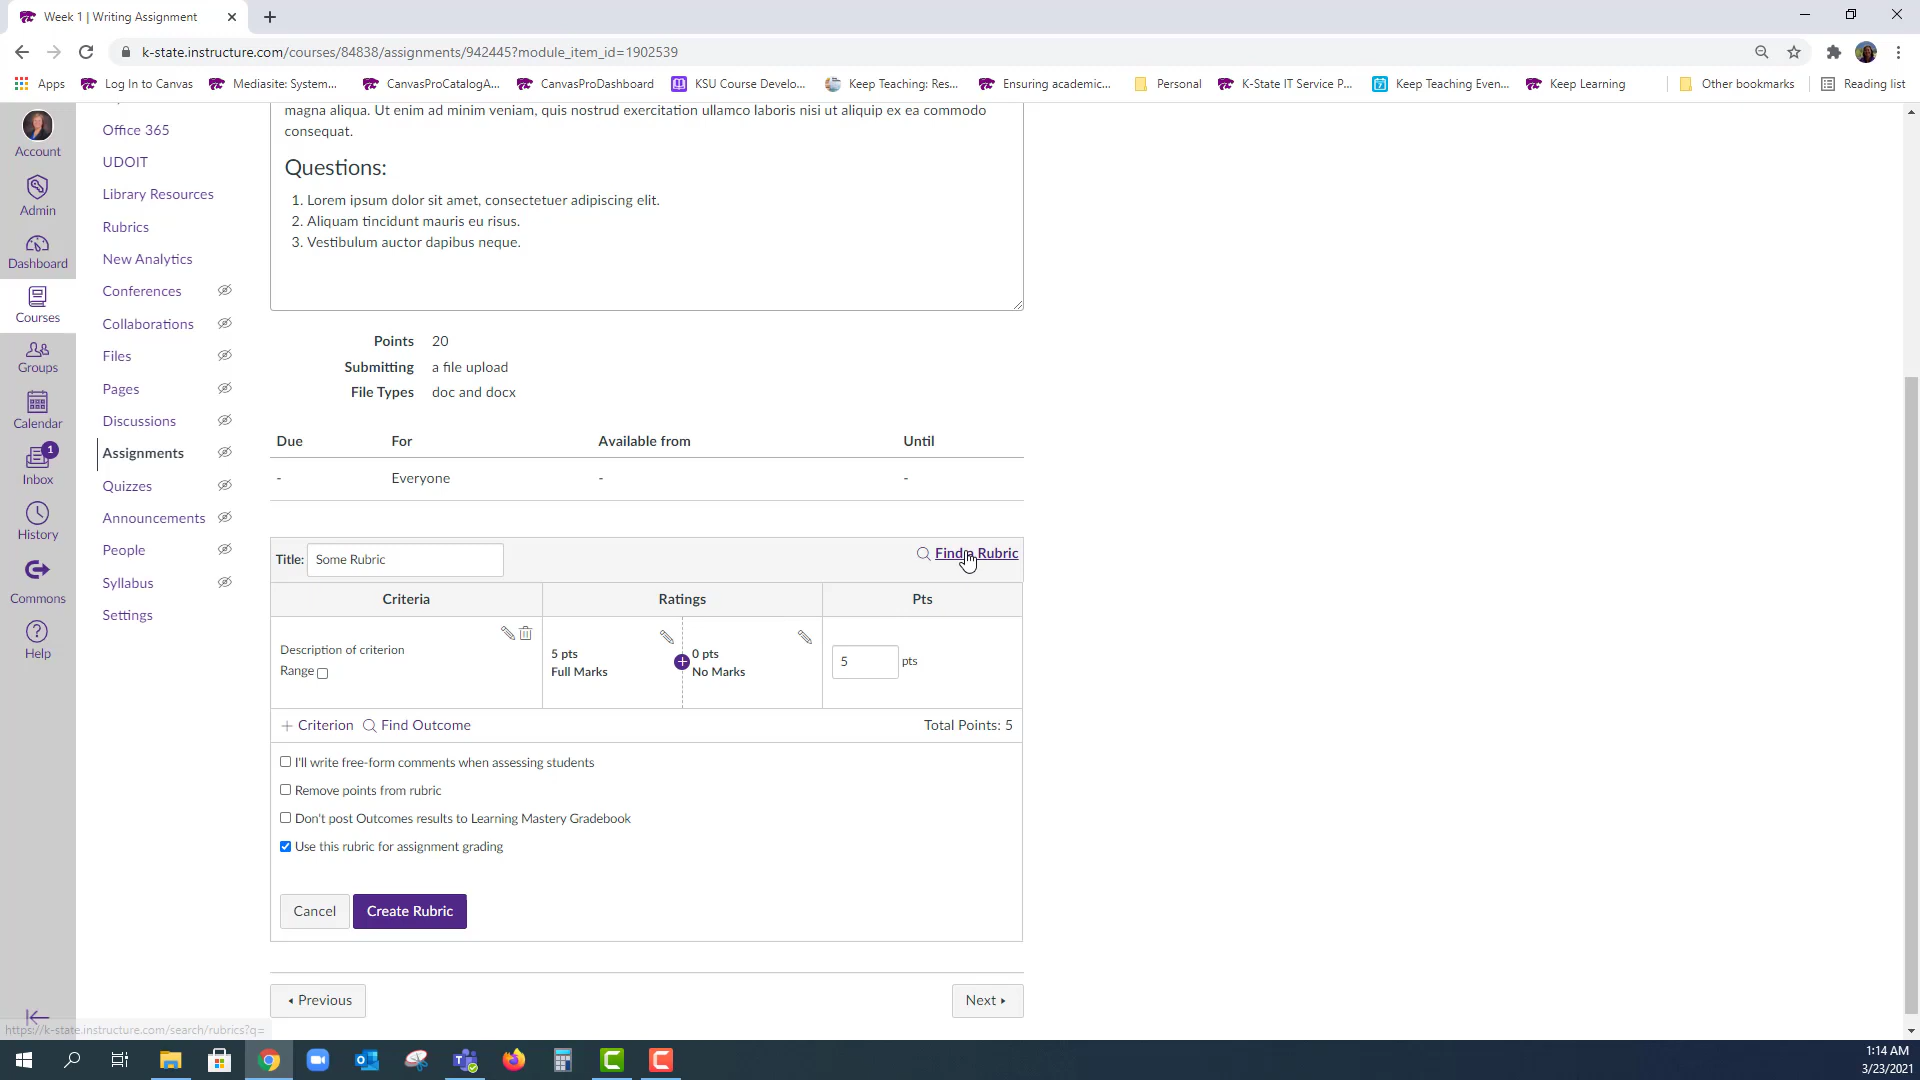 Week 1 | Writing Assignment
k-state.instructure.com/courses/84838/assignments/942445?module_item_id=1902539
Apps
Log In to Canvas
Mediasite: System...
CanvasProCatalogA...
CanvasProDashboard
KSU Course Develo...
Keep Teaching: Res...
Ensuring academic...
Personal
K-State IT Service P...
Keep Teaching Even...
Keep Learning
Other bookmarks
Reading list
Account
Admin
Dashboard
Courses
Groups
Calendar
1
Inbox
History
Commons
Help
Office 365
UDOIT
Library Resources
Rubrics
New Analytics
Conferences
Collaborations
Files
Pages
Discussions
Assignments
Quizzes
Announcements
People
Syllabus
Settings
magna aliqua. Ut enim ad minim veniam, quis nostrud exercitation ullamco laboris nisi ut aliquip ex ea commodo
consequat.
Questions:
1. Lorem ipsum dolor sit amet, consectetuer adipiscing elit.
2. Aliquam tincidunt mauris eu risus.
3. Vestibulum auctor dapibus neque.
Points 20
Submitting a file upload
File Types doc and docx
Due For Available from Until
- Everyone - -
Title: Some Rubric Find a Rubric
Criteria Ratings Pts
Description of criterion
Range
5 pts
Full Marks
0 pts
No Marks
5 pts
+ Criterion Find Outcome Total Points: 5
I'll write free-form comments when assessing students
Remove points from rubric
Don't post Outcomes results to Learning Mastery Gradebook
Use this rubric for assignment grading
Cancel Create Rubric
Previous Next
https://k-state.instructure.com/search/rubrics?q=
1:14 AM
3/23/2021